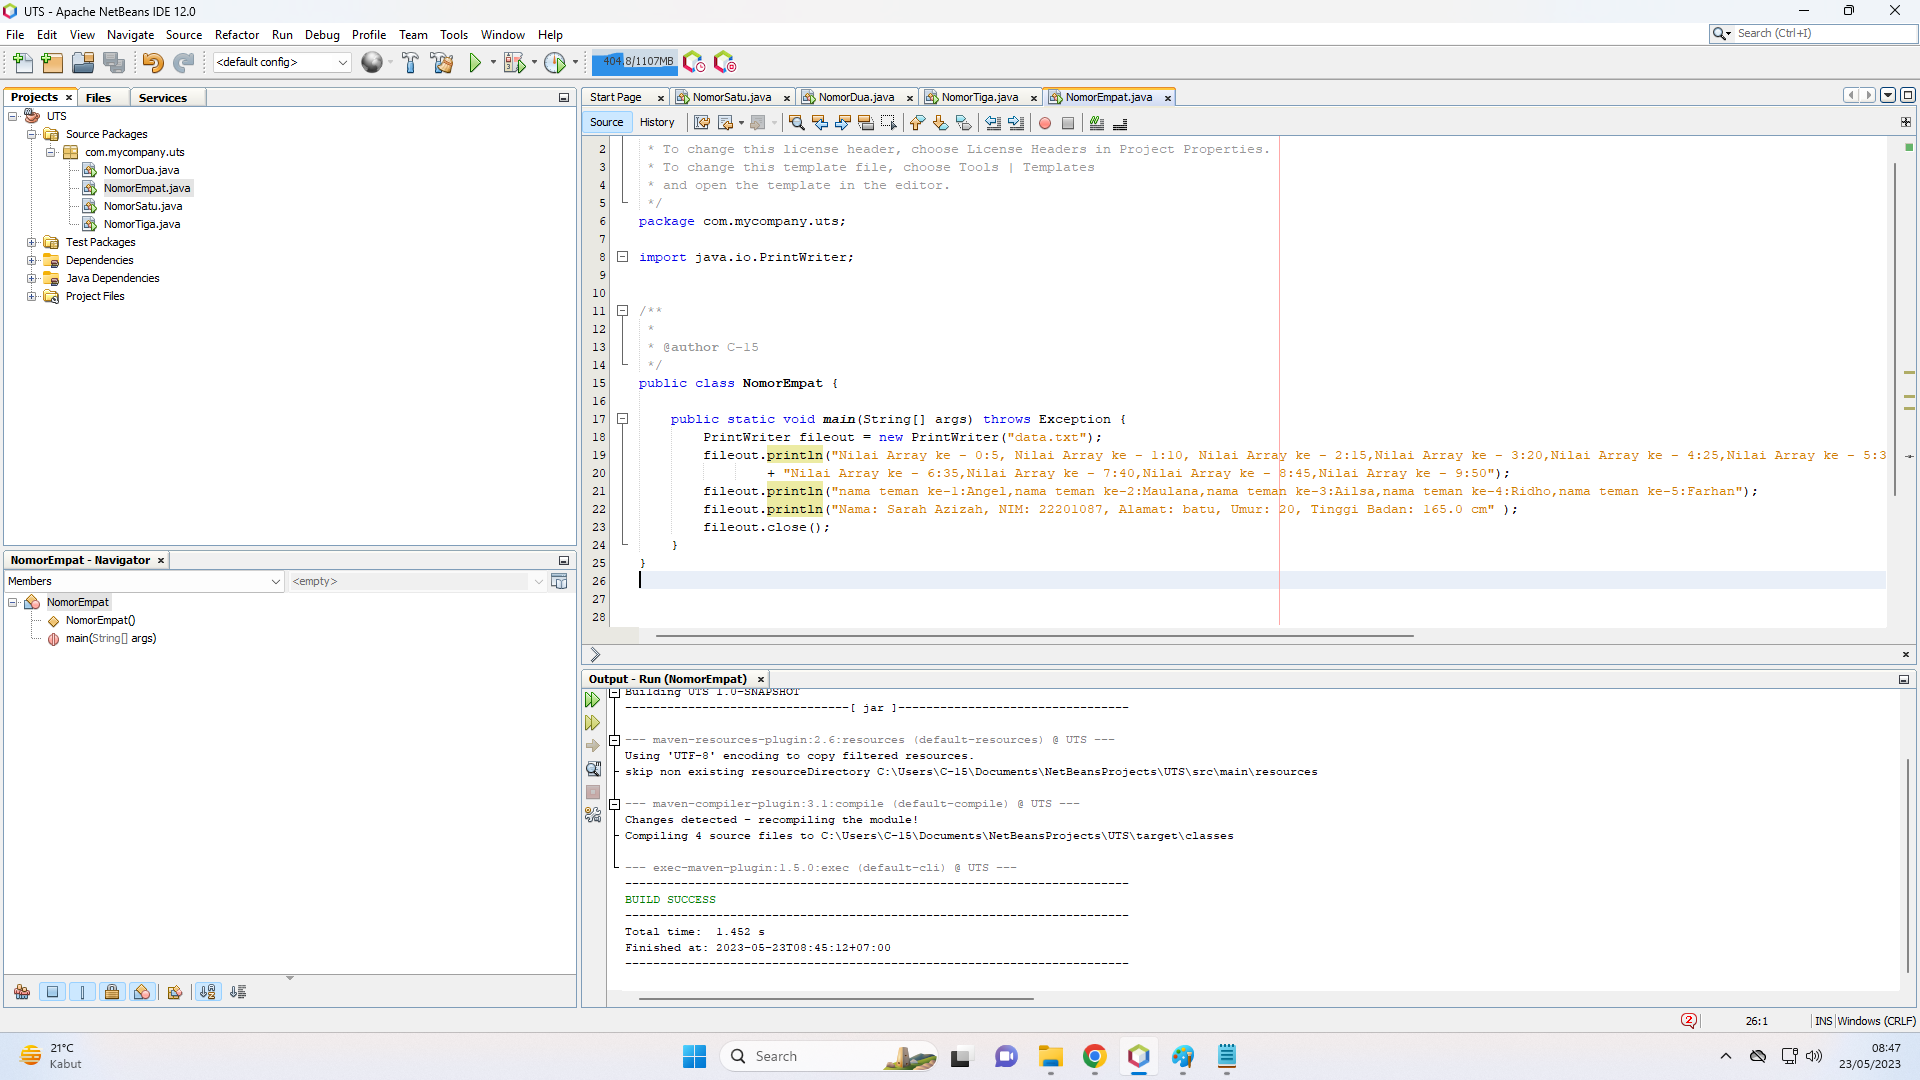 UTS - Apache NetBeans IDE 12.0
File Edit View Navigate Source Refactor Run Debug Profile Team Tools Window Help
Search (Ctrl+I)
<default config>
404.8/1107MB
Projects Files Services
UTS
Source Packages
com.mycompany.uts
NomorDua.java
NomorEmpat.java
NomorSatu.java
NomorTiga.java
Test Packages
Dependencies
Java Dependencies
Project Files
NomorEmpat - Navigator
Members
<empty>
NomorEmpat
NomorEmpat()
main(String[] args)
Start Page NomorSatu.java NomorDua.java NomorTiga.java NomorEmpat.java
Source History
2 * To change this license header, choose License Headers in Project Properties.
3 * To change this template file, choose Tools | Templates
4 * and open the template in the editor.
5 */
6 package com.mycompany.uts;
7
8 import java.io.PrintWriter;
9
10
11 /**
12 *
13 * @author C-15
14 */
15 public class NomorEmpat {
16
17 public static void main(String[] args) throws Exception {
18 PrintWriter fileout = new PrintWriter("data.txt");
19 fileout.println("Nilai Array ke - 0:5, Nilai Array ke - 1:10, Nilai Array ke - 2:15,Nilai Array ke - 3:20,Nilai Array ke - 4:25,Nilai Array ke - 5:3
20 + "Nilai Array ke - 6:35,Nilai Array ke - 7:40,Nilai Array ke - 8:45,Nilai Array ke - 9:50");
21 fileout.println("nama teman ke-1:Angel,nama teman ke-2:Maulana,nama teman ke-3:Ailsa,nama teman ke-4:Ridho,nama teman ke-5:Farhan");
22 fileout.println("Nama: Sarah Azizah, NIM: 22201087, Alamat: batu, Umur: 20, Tinggi Badan: 165.0 cm" );
23 fileout.close();
24 }
25 }
26
27
28
Output - Run (NomorEmpat)
Building UTS 1.0-SNAPSHOT
--------------------------------[ jar ]---------------------------------
--- maven-resources-plugin:2.6:resources (default-resources) @ UTS ---
Using 'UTF-8' encoding to copy filtered resources.
skip non existing resourceDirectory C:\Users\C-15\Documents\NetBeansProjects\UTS\src\main\resources
--- maven-compiler-plugin:3.1:compile (default-compile) @ UTS ---
Changes detected - recompiling the module!
Compiling 4 source files to C:\Users\C-15\Documents\NetBeansProjects\UTS\target\classes
--- exec-maven-plugin:1.5.0:exec (default-cli) @ UTS ---
------------------------------------------------------------------------
BUILD SUCCESS
------------------------------------------------------------------------
Total time: 1.452 s
Finished at: 2023-05-23T08:45:12+07:00
------------------------------------------------------------------------
2
26:1
INS
Windows (CRLF)
21°C
Kabut
Search
08:47
23/05/2023